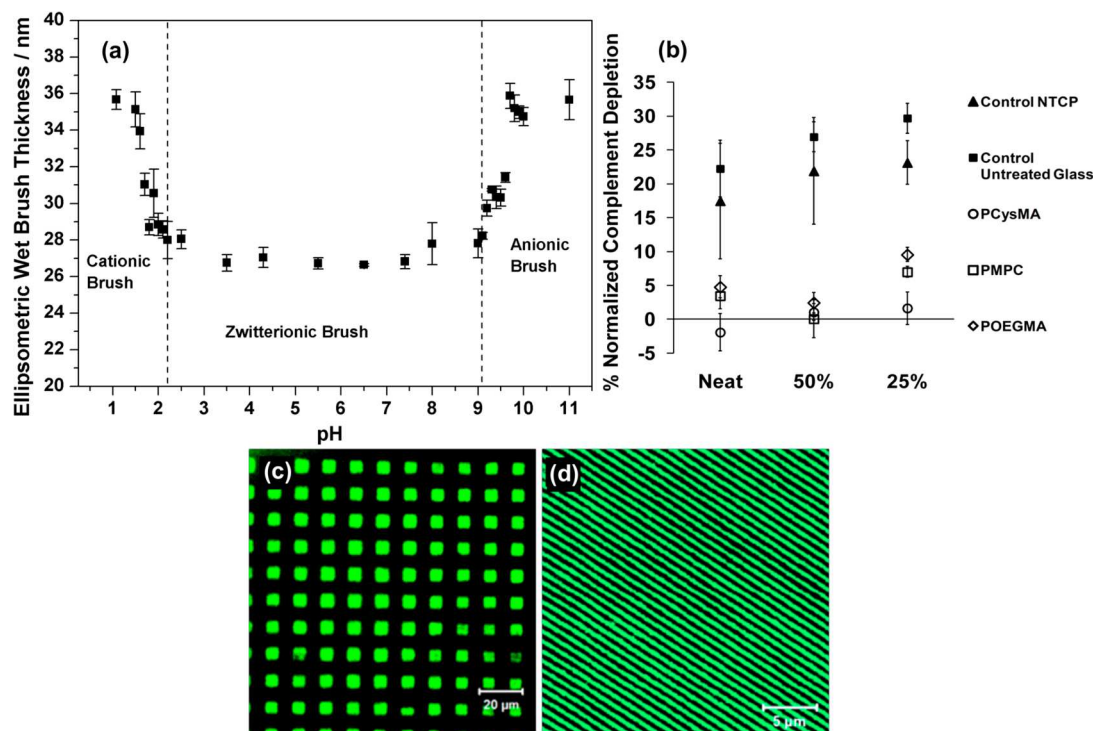 (a)
Ellipsometric Wet Brush Thickness / nm
40
38
36
34
32
30
28
26
24
22
20
Cationic
Brush
Zwitterionic Brush
Anionic
Brush
1 2 3 4 5 6 7 8 9 10 11
pH
(b)
% Normalized Complement Depletion
35
30
25
20
15
10
5
0
-5
Neat 50% 25%
Control NTCP
Control
Untreated Glass
PCysMA
PMPC
POEGMA
(c)
20 μm
(d)
5 μm